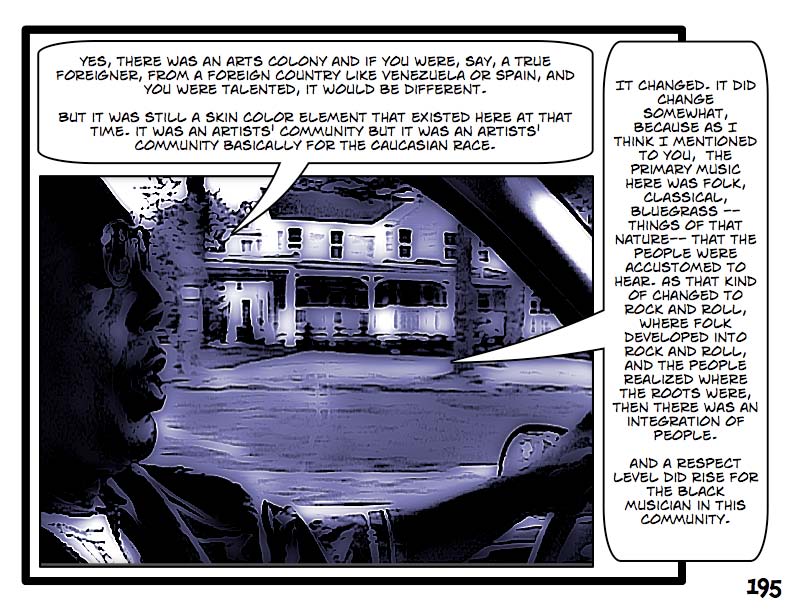 YES, THERE WAS AN ARTS COLONY AND IF YOU WERE, SAY, A TRUE
FOREIGNER, FROM A FOREIGN COUNTRY LIKE VENEZUELA OR SPAIN, AND
YOU WERE TALENTED, IT WOULD BE DIFFERENT.
BUT IT WAS STILL A SKIN COLOR ELEMENT THAT EXISTED HERE AT THAT
TIME. IT WAS AN ARTISTS' COMMUNITY BUT IT WAS AN ARTISTS'
COMMUNITY BASICALLY FOR THE CAUCASIAN RACE.
IT CHANGED. IT DID
CHANGE
SOMEWHAT,
BECAUSE AS I
THINK I MENTIONED
TO YOU, THE
PRIMARY MUSIC
HERE WAS FOLK,
CLASSICAL,
BLUEGRASS --
THINGS OF THAT
NATURE-- THAT THE
PEOPLE WERE
ACCUSTOMED TO
HEAR. AS THAT KIND
OF CHANGED TO
ROCK AND ROLL,
WHERE FOLK
DEVELOPED INTO
ROCK AND ROLL,
AND THE PEOPLE
REALIZED WHERE
THE ROOTS WERE,
THEN THERE WAS AN
INTEGRATION OF
PEOPLE.
AND A RESPECT
LEVEL DID RISE FOR
THE BLACK
MUSICIAN IN THIS
COMMUNITY.
195